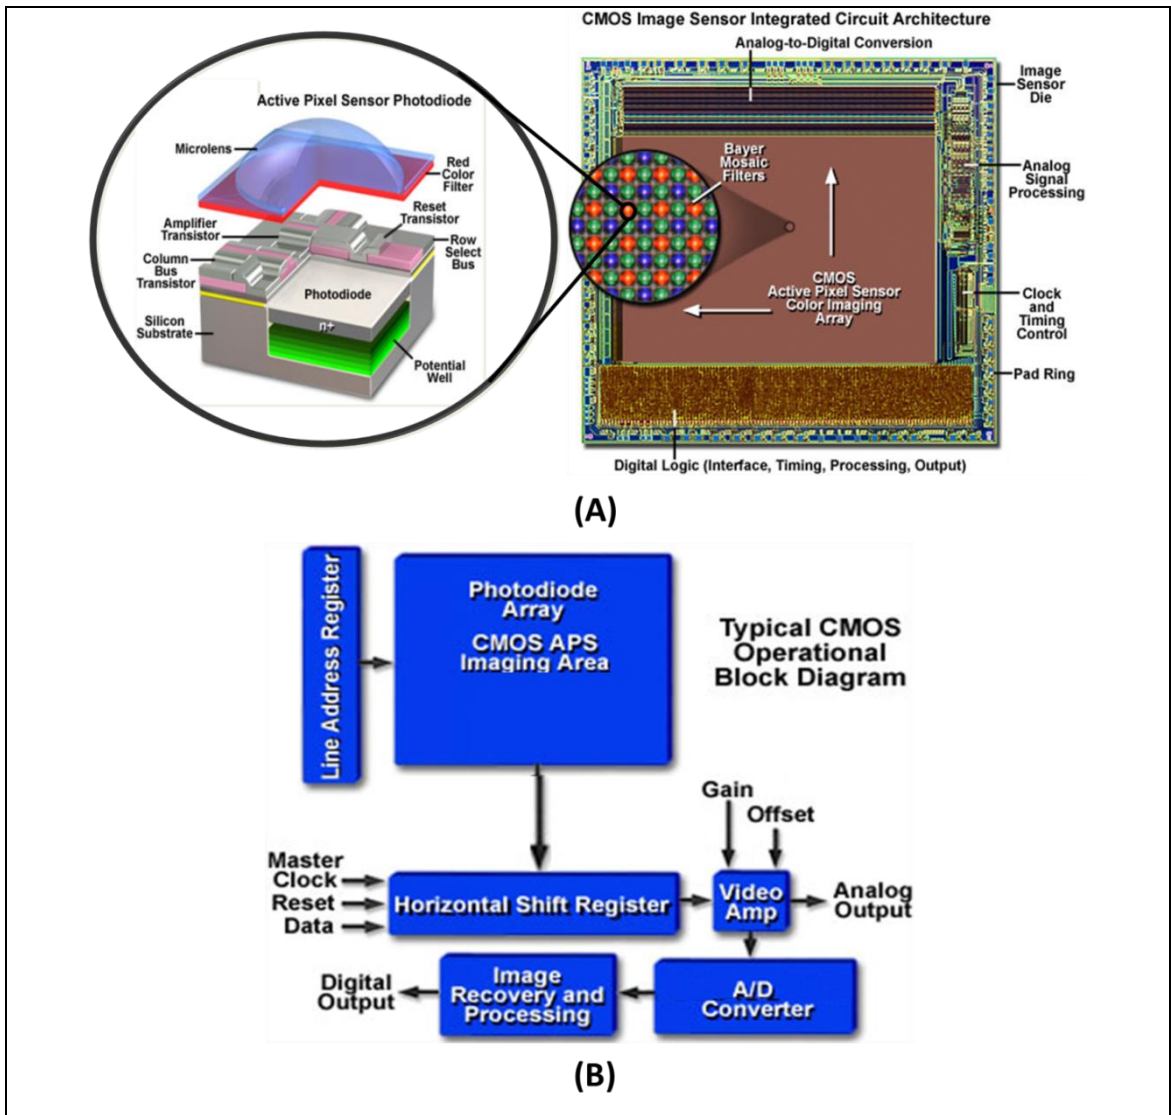 CMOS Image Sensor Integrated Circuit Architecture
Analog-to-Digital Conversion
Image
Sensor
Die
Active Pixel Sensor Photodiode
Microlens
Red
Color
Filter
Reset
Transistor
Amplifier
Transistor
Row
Select
Bus
Column
Bus
Transistor
Photodiode
n+
Silicon
Substrate
Potential
Well
Bayer
Mosaic
Filters
Analog
Signal
Processing
CMOS
Active Pixel Sensor
Color Imaging
Array
Clock
and
Timing
Control
Pad Ring
Digital Logic (Interface, Timing, Processing, Output)
(A)
Line Address Register
Photodiode
Array
CMOS APS
Imaging Area
Typical CMOS
Operational
Block Diagram
Gain
Offset
Master
Clock
Reset
Data
Horizontal Shift Register
Video
Amp
Analog
Output
Digital
Output
Image
Recovery and
Processing
A/D
Converter
(B)